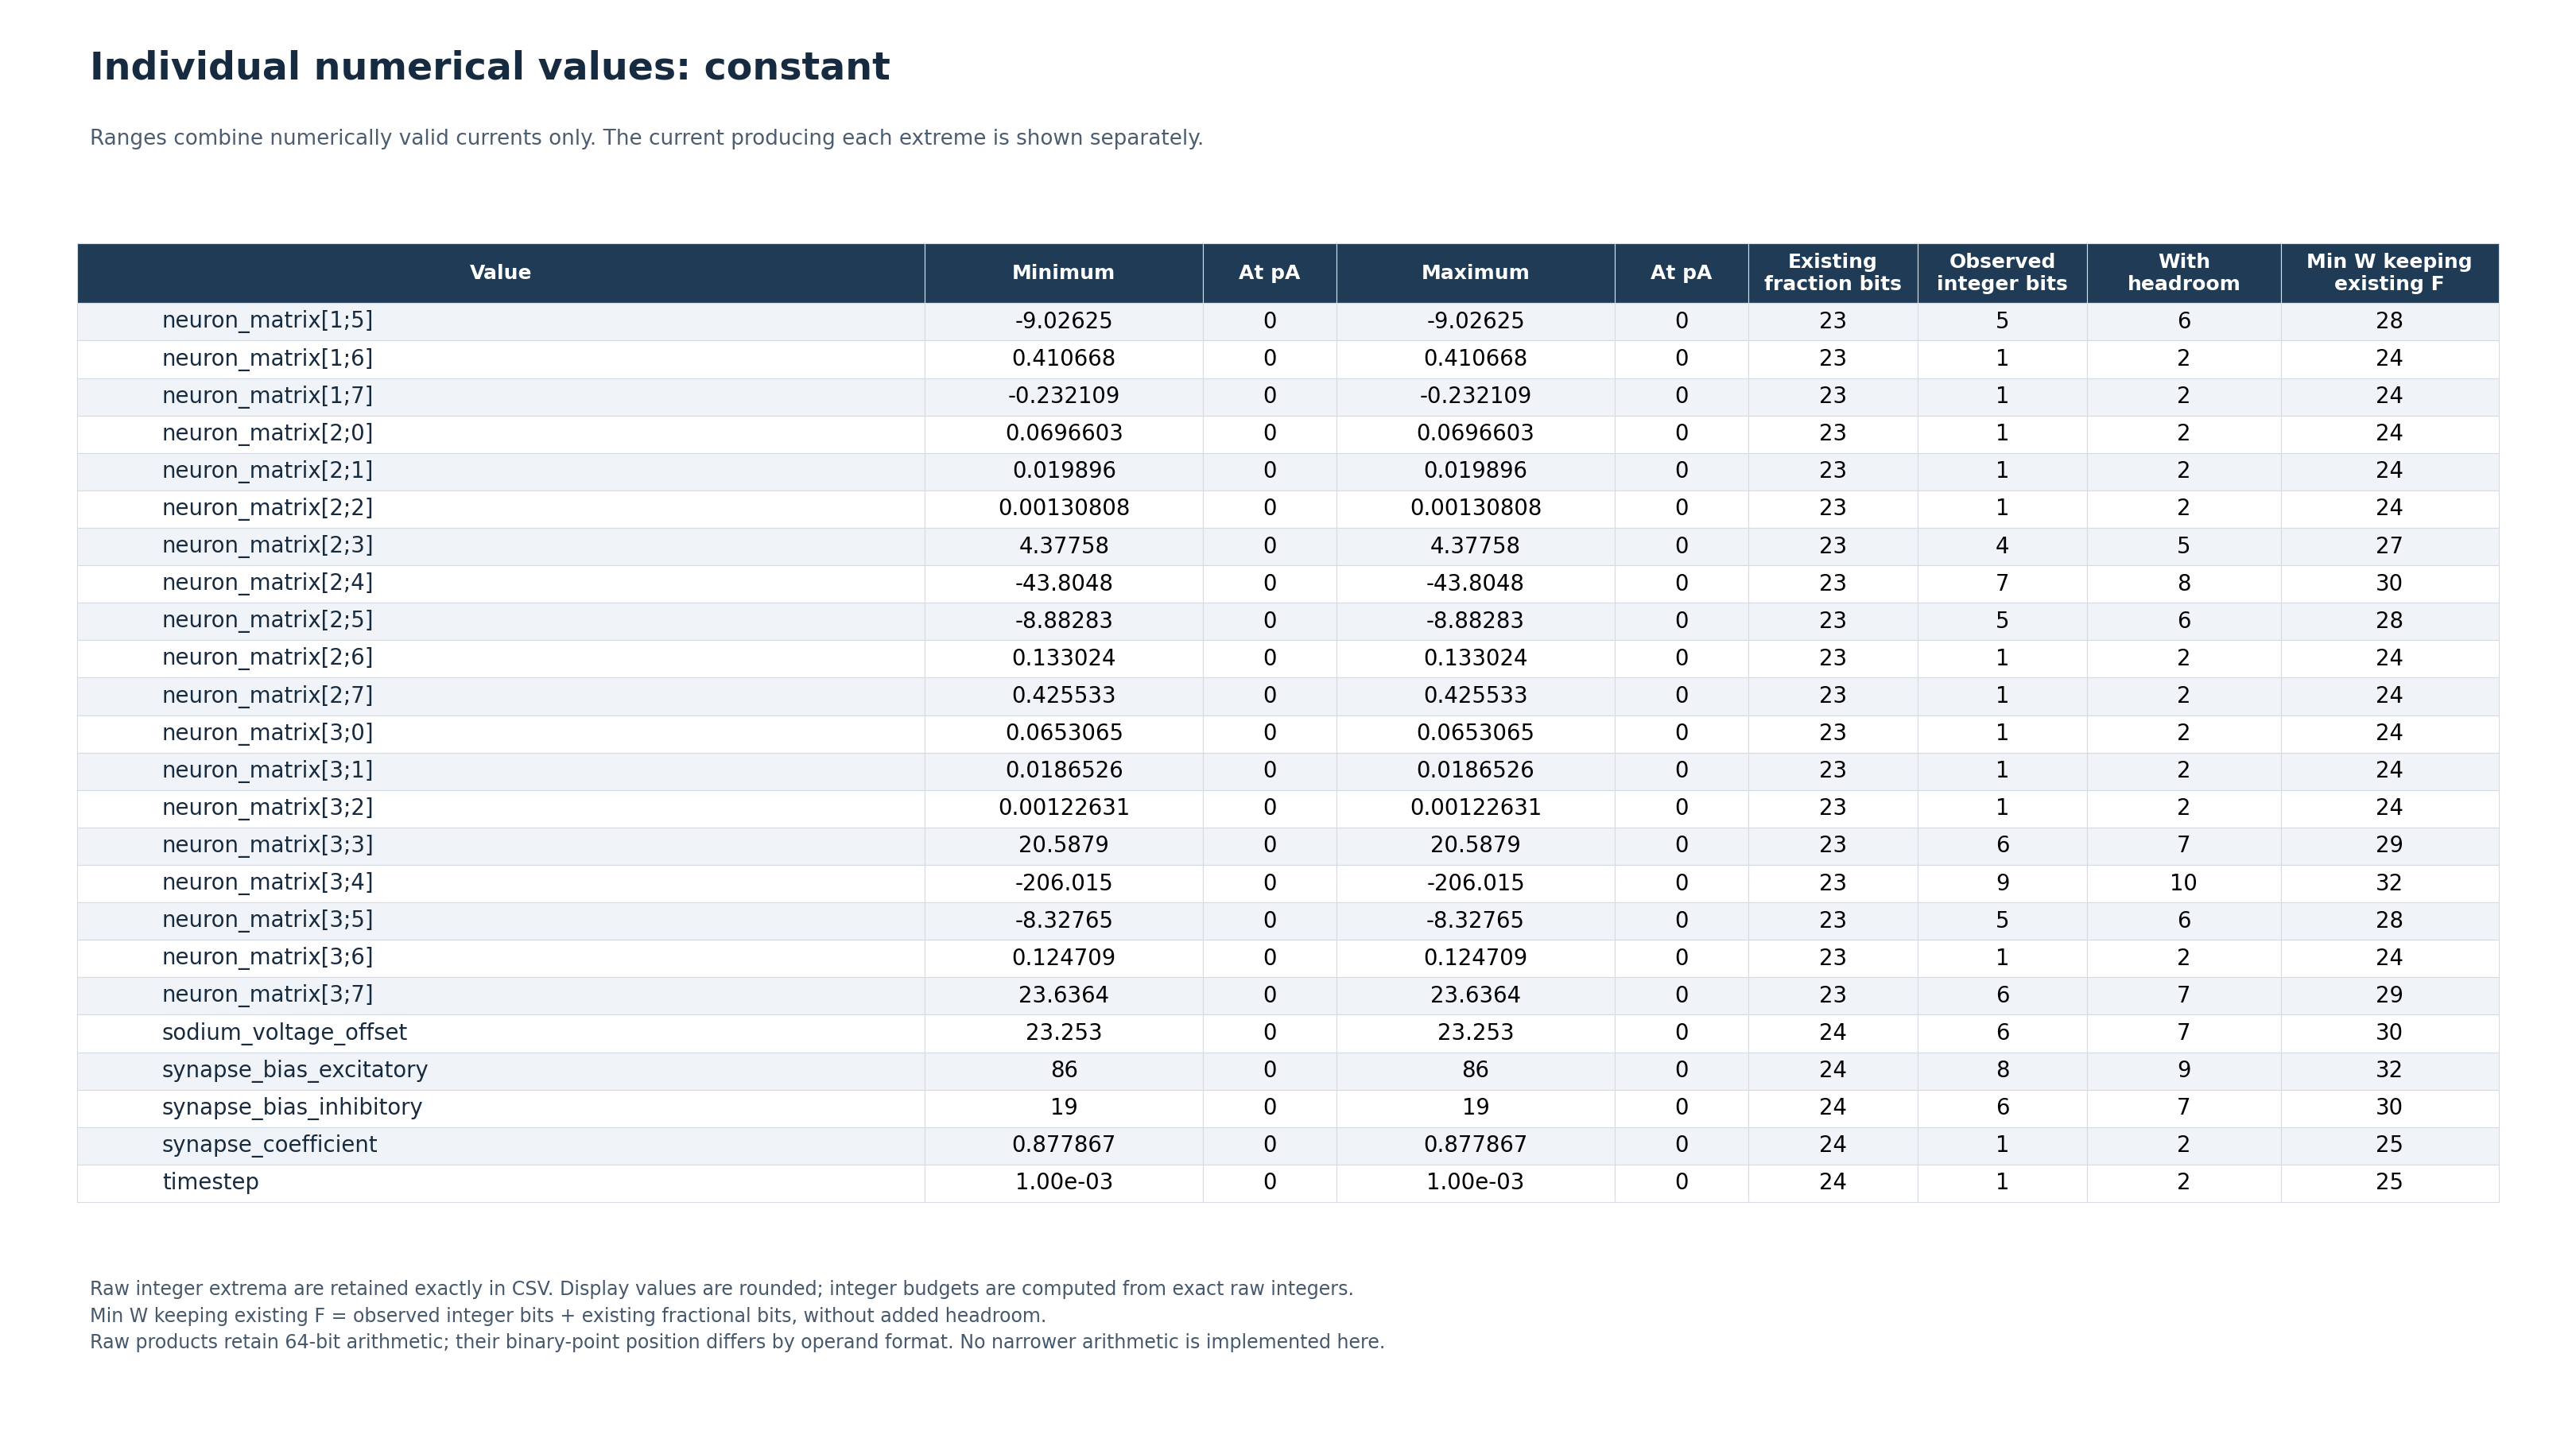 Individual numerical values: constant
Ranges combine numerically valid currents only. The current producing each extreme is shown separately.
Value Minimum At pA Maximum At pA Existing fraction bits Observed integer bits With headroom Min W keeping existing F
neuron_matrix[1;5] -9.02625 0 -9.02625 0 23 5 6 28
neuron_matrix[1;6] 0.410668 0 0.410668 0 23 1 2 24
neuron_matrix[1;7] -0.232109 0 -0.232109 0 23 1 2 24
neuron_matrix[2;0] 0.0696603 0 0.0696603 0 23 1 2 24
neuron_matrix[2;1] 0.019896 0 0.019896 0 23 1 2 24
neuron_matrix[2;2] 0.00130808 0 0.00130808 0 23 1 2 24
neuron_matrix[2;3] 4.37758 0 4.37758 0 23 4 5 27
neuron_matrix[2;4] -43.8048 0 -43.8048 0 23 7 8 30
neuron_matrix[2;5] -8.88283 0 -8.88283 0 23 5 6 28
neuron_matrix[2;6] 0.133024 0 0.133024 0 23 1 2 24
neuron_matrix[2;7] 0.425533 0 0.425533 0 23 1 2 24
neuron_matrix[3;0] 0.0653065 0 0.0653065 0 23 1 2 24
neuron_matrix[3;1] 0.0186526 0 0.0186526 0 23 1 2 24
neuron_matrix[3;2] 0.00122631 0 0.00122631 0 23 1 2 24
neuron_matrix[3;3] 20.5879 0 20.5879 0 23 6 7 29
neuron_matrix[3;4] -206.015 0 -206.015 0 23 9 10 32
neuron_matrix[3;5] -8.32765 0 -8.32765 0 23 5 6 28
neuron_matrix[3;6] 0.124709 0 0.124709 0 23 1 2 24
neuron_matrix[3;7] 23.6364 0 23.6364 0 23 6 7 29
sodium_voltage_offset 23.253 0 23.253 0 24 6 7 30
synapse_bias_excitatory 86 0 86 0 24 8 9 32
synapse_bias_inhibitory 19 0 19 0 24 6 7 30
synapse_coefficient 0.877867 0 0.877867 0 24 1 2 25
timestep 1.00e-03 0 1.00e-03 0 24 1 2 25
Raw integer extrema are retained exactly in CSV. Display values are rounded; integer budgets are computed from exact raw integers.
Min W keeping existing F = observed integer bits + existing fractional bits, without added headroom.
Raw products retain 64-bit arithmetic; their binary-point position differs by operand format. No narrower arithmetic is implemented here.